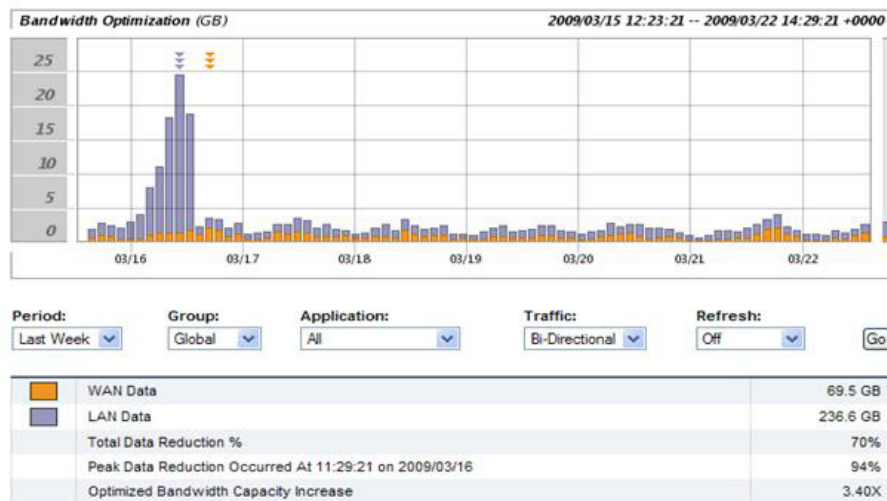 Bandwidth Optimization (GB) 2009/03/15 12:23:21 -- 2009/03/22 14:29:21 +0000
25
20
15
10
5
0
03/16 03/17 03/18 03/19 03/20 03/21 03/22
Period: Group: Application: Traffic: Refresh:
Last Week Global All Bi-Directional Off Go
WAN Data 69.5 GB
LAN Data 236.6 GB
Total Data Reduction % 70%
Peak Data Reduction Occurred At 11:29:21 on 2009/03/16 94%
Optimized Bandwidth Capacity Increase 3.40X